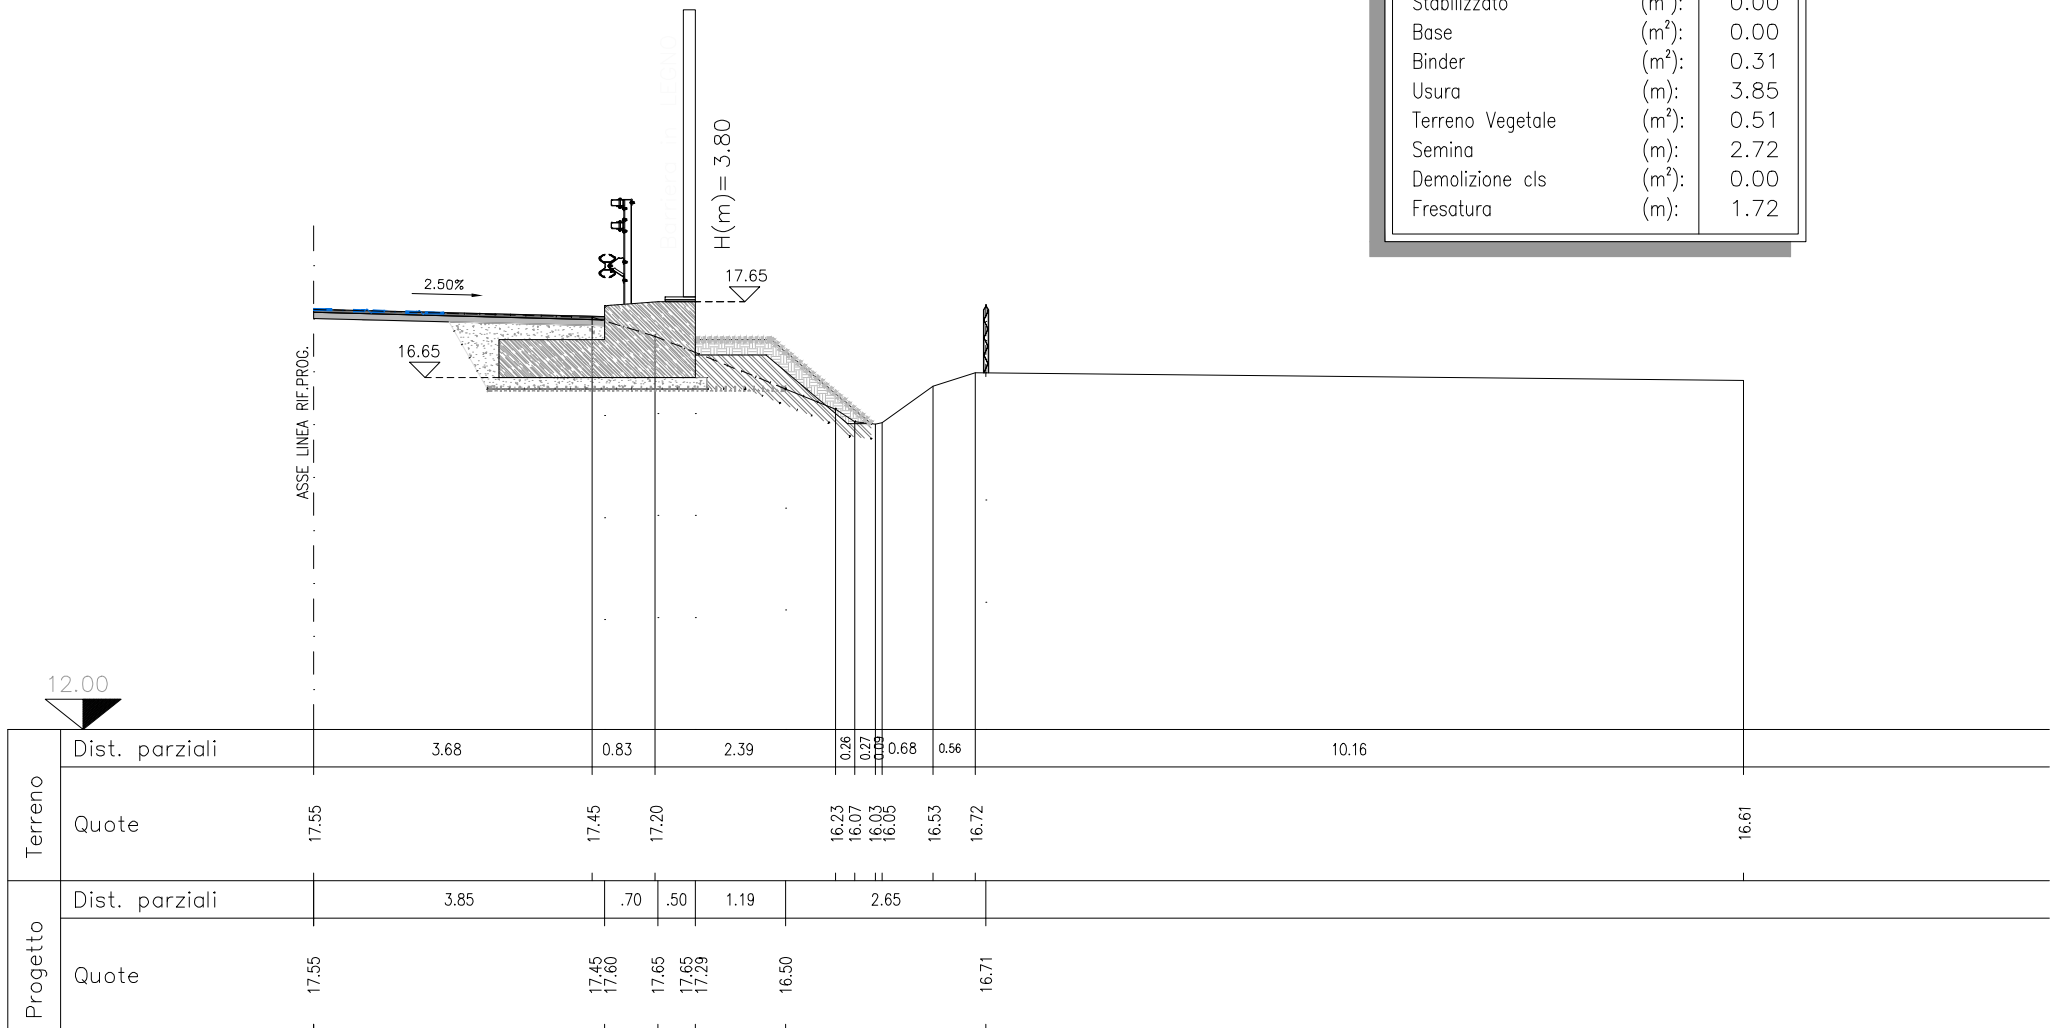 Stabilizzato (m²): 0.00
Base (m²): 0.00
Binder (m²): 0.31
Usura (m): 3.85
Terreno Vegetale (m²): 0.51
Semina (m): 2.72
Demolizione cls (m²): 0.00
Fresatura (m): 1.72
H(m)= 3.80
17.65
2.50%
16.65
ASSE LINEA RIF.PROG.
12.00
Terreno
Dist. parziali 3.68 0.83 2.39 0.26 0.27 0.09 0.68 0.56 10.16
Quote 17.55 17.45 17.20 16.23 16.07 16.03 16.05 16.53 16.72 16.61
Progetto
Dist. parziali 3.85 .70 .50 1.19 2.65
Quote 17.55 17.45 17.60 17.65 17.65 17.29 16.50 16.71